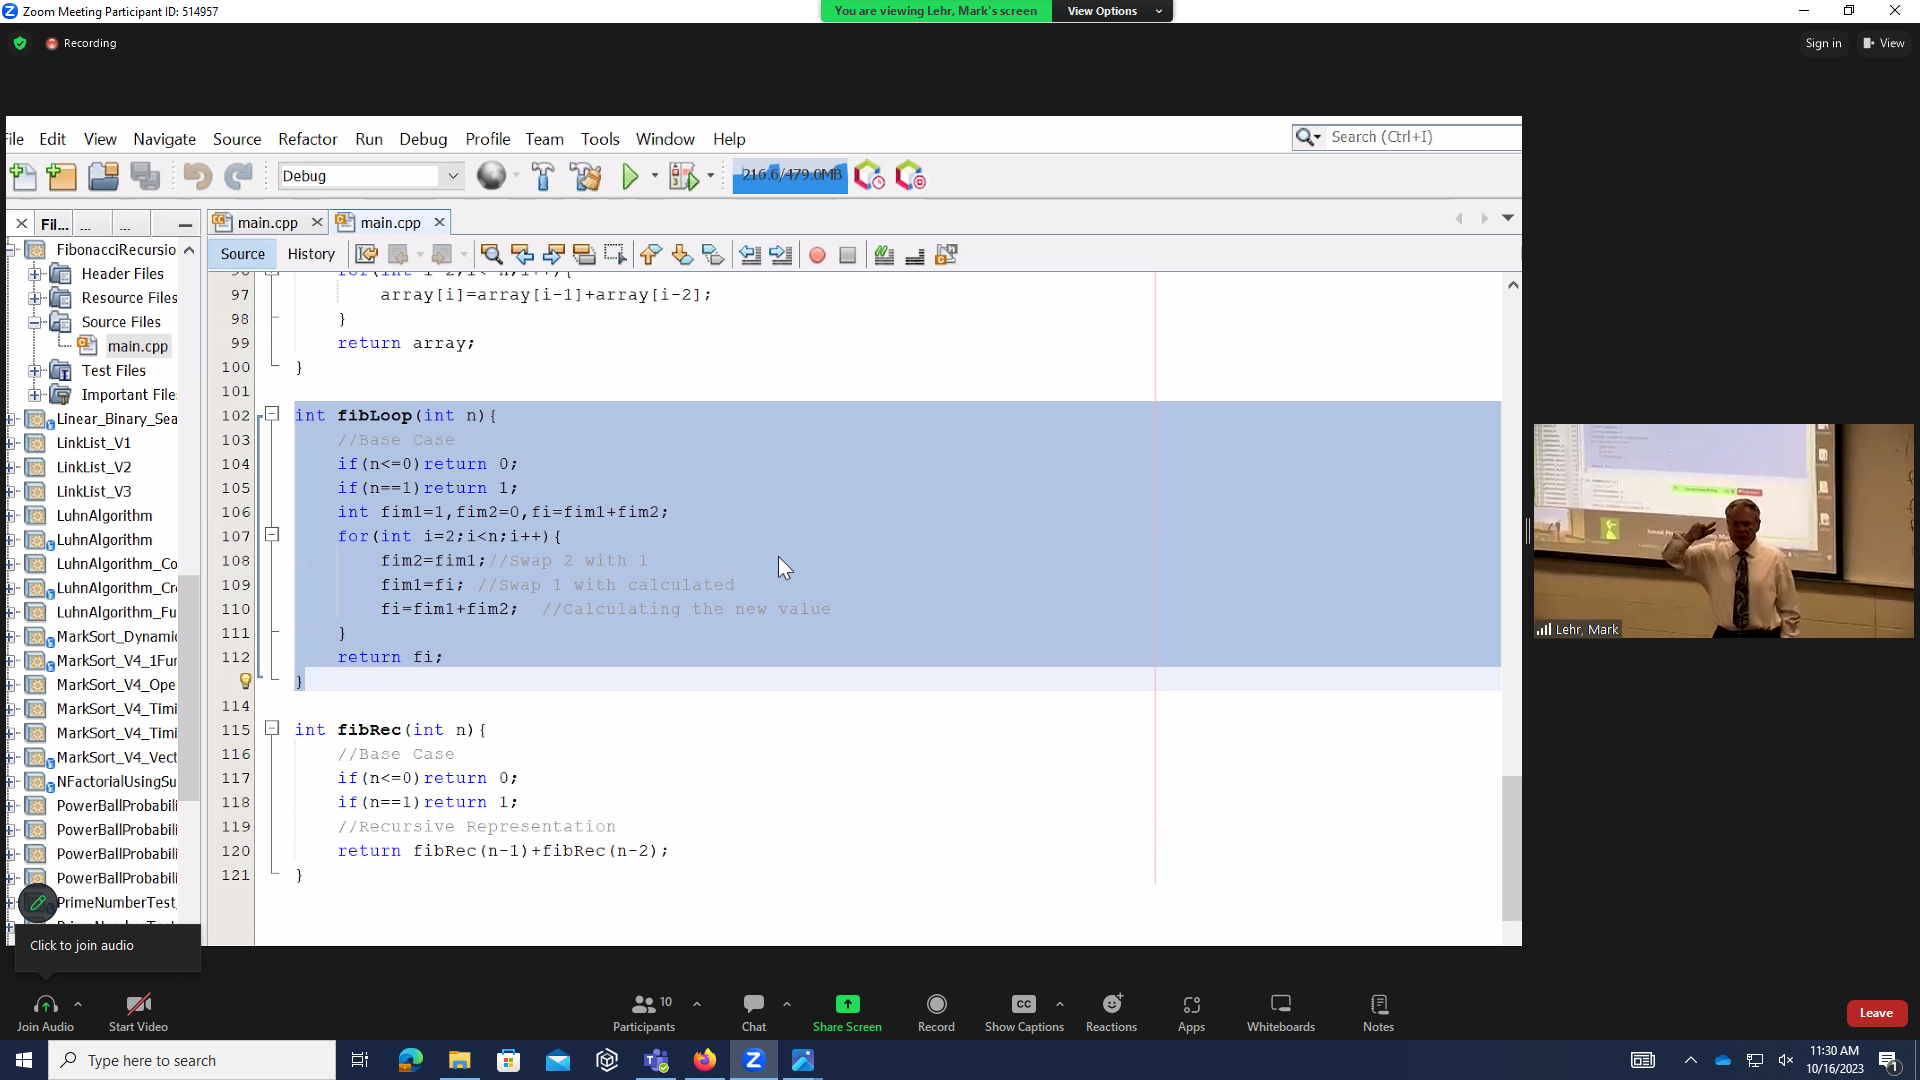 Zoom Meeting Participant ID: 514957
You are viewing Lehr, Mark's screen
View Options
Recording
Sign in
View
File Edit View Navigate Source Refactor Run Debug Profile Team Tools Window Help
Search (Ctrl+I)
Debug
216.6/479.0MB
Fil... ... ...
main.cpp
main.cpp
Source
History
FibonacciRecursio
Header Files
Resource Files
Source Files
main.cpp
Test Files
Important File
Linear_Binary_Sea
LinkList_V1
LinkList_V2
LinkList_V3
LuhnAlgorithm
LuhnAlgorithm
LuhnAlgorithm_Co
LuhnAlgorithm_Cr
LuhnAlgorithm_Fu
MarkSort_Dynamic
MarkSort_V4_1Fun
MarkSort_V4_Ope
MarkSort_V4_Timi
MarkSort_V4_Timi
MarkSort_V4_Vect
NFactorialUsingSu
PowerBallProbabili
PowerBallProbabili
PowerBallProbabili
PowerBallProbabili
PrimeNumberTest
97 array[i]=array[i-1]+array[i-2];
98 }
99 return array;
100 }
101
102 int fibLoop(int n){
103 //Base Case
104 if(n<=0)return 0;
105 if(n==1)return 1;
106 int fim1=1,fim2=0,fi=fim1+fim2;
107 for(int i=2;i<n;i++){
108 fim2=fim1;//Swap 2 with 1
109 fim1=fi; //Swap 1 with calculated
110 fi=fim1+fim2; //Calculating the new value
111 }
112 return fi;
}
114
115 int fibRec(int n){
116 //Base Case
117 if(n<=0)return 0;
118 if(n==1)return 1;
119 //Recursive Representation
120 return fibRec(n-1)+fibRec(n-2);
121 }
Lehr, Mark
Click to join audio
Join Audio
Start Video
10
Participants
Chat
Share Screen
Record
CC
Show Captions
Reactions
Apps
Whiteboards
Notes
Leave
Type here to search
11:30 AM
10/16/2023
1